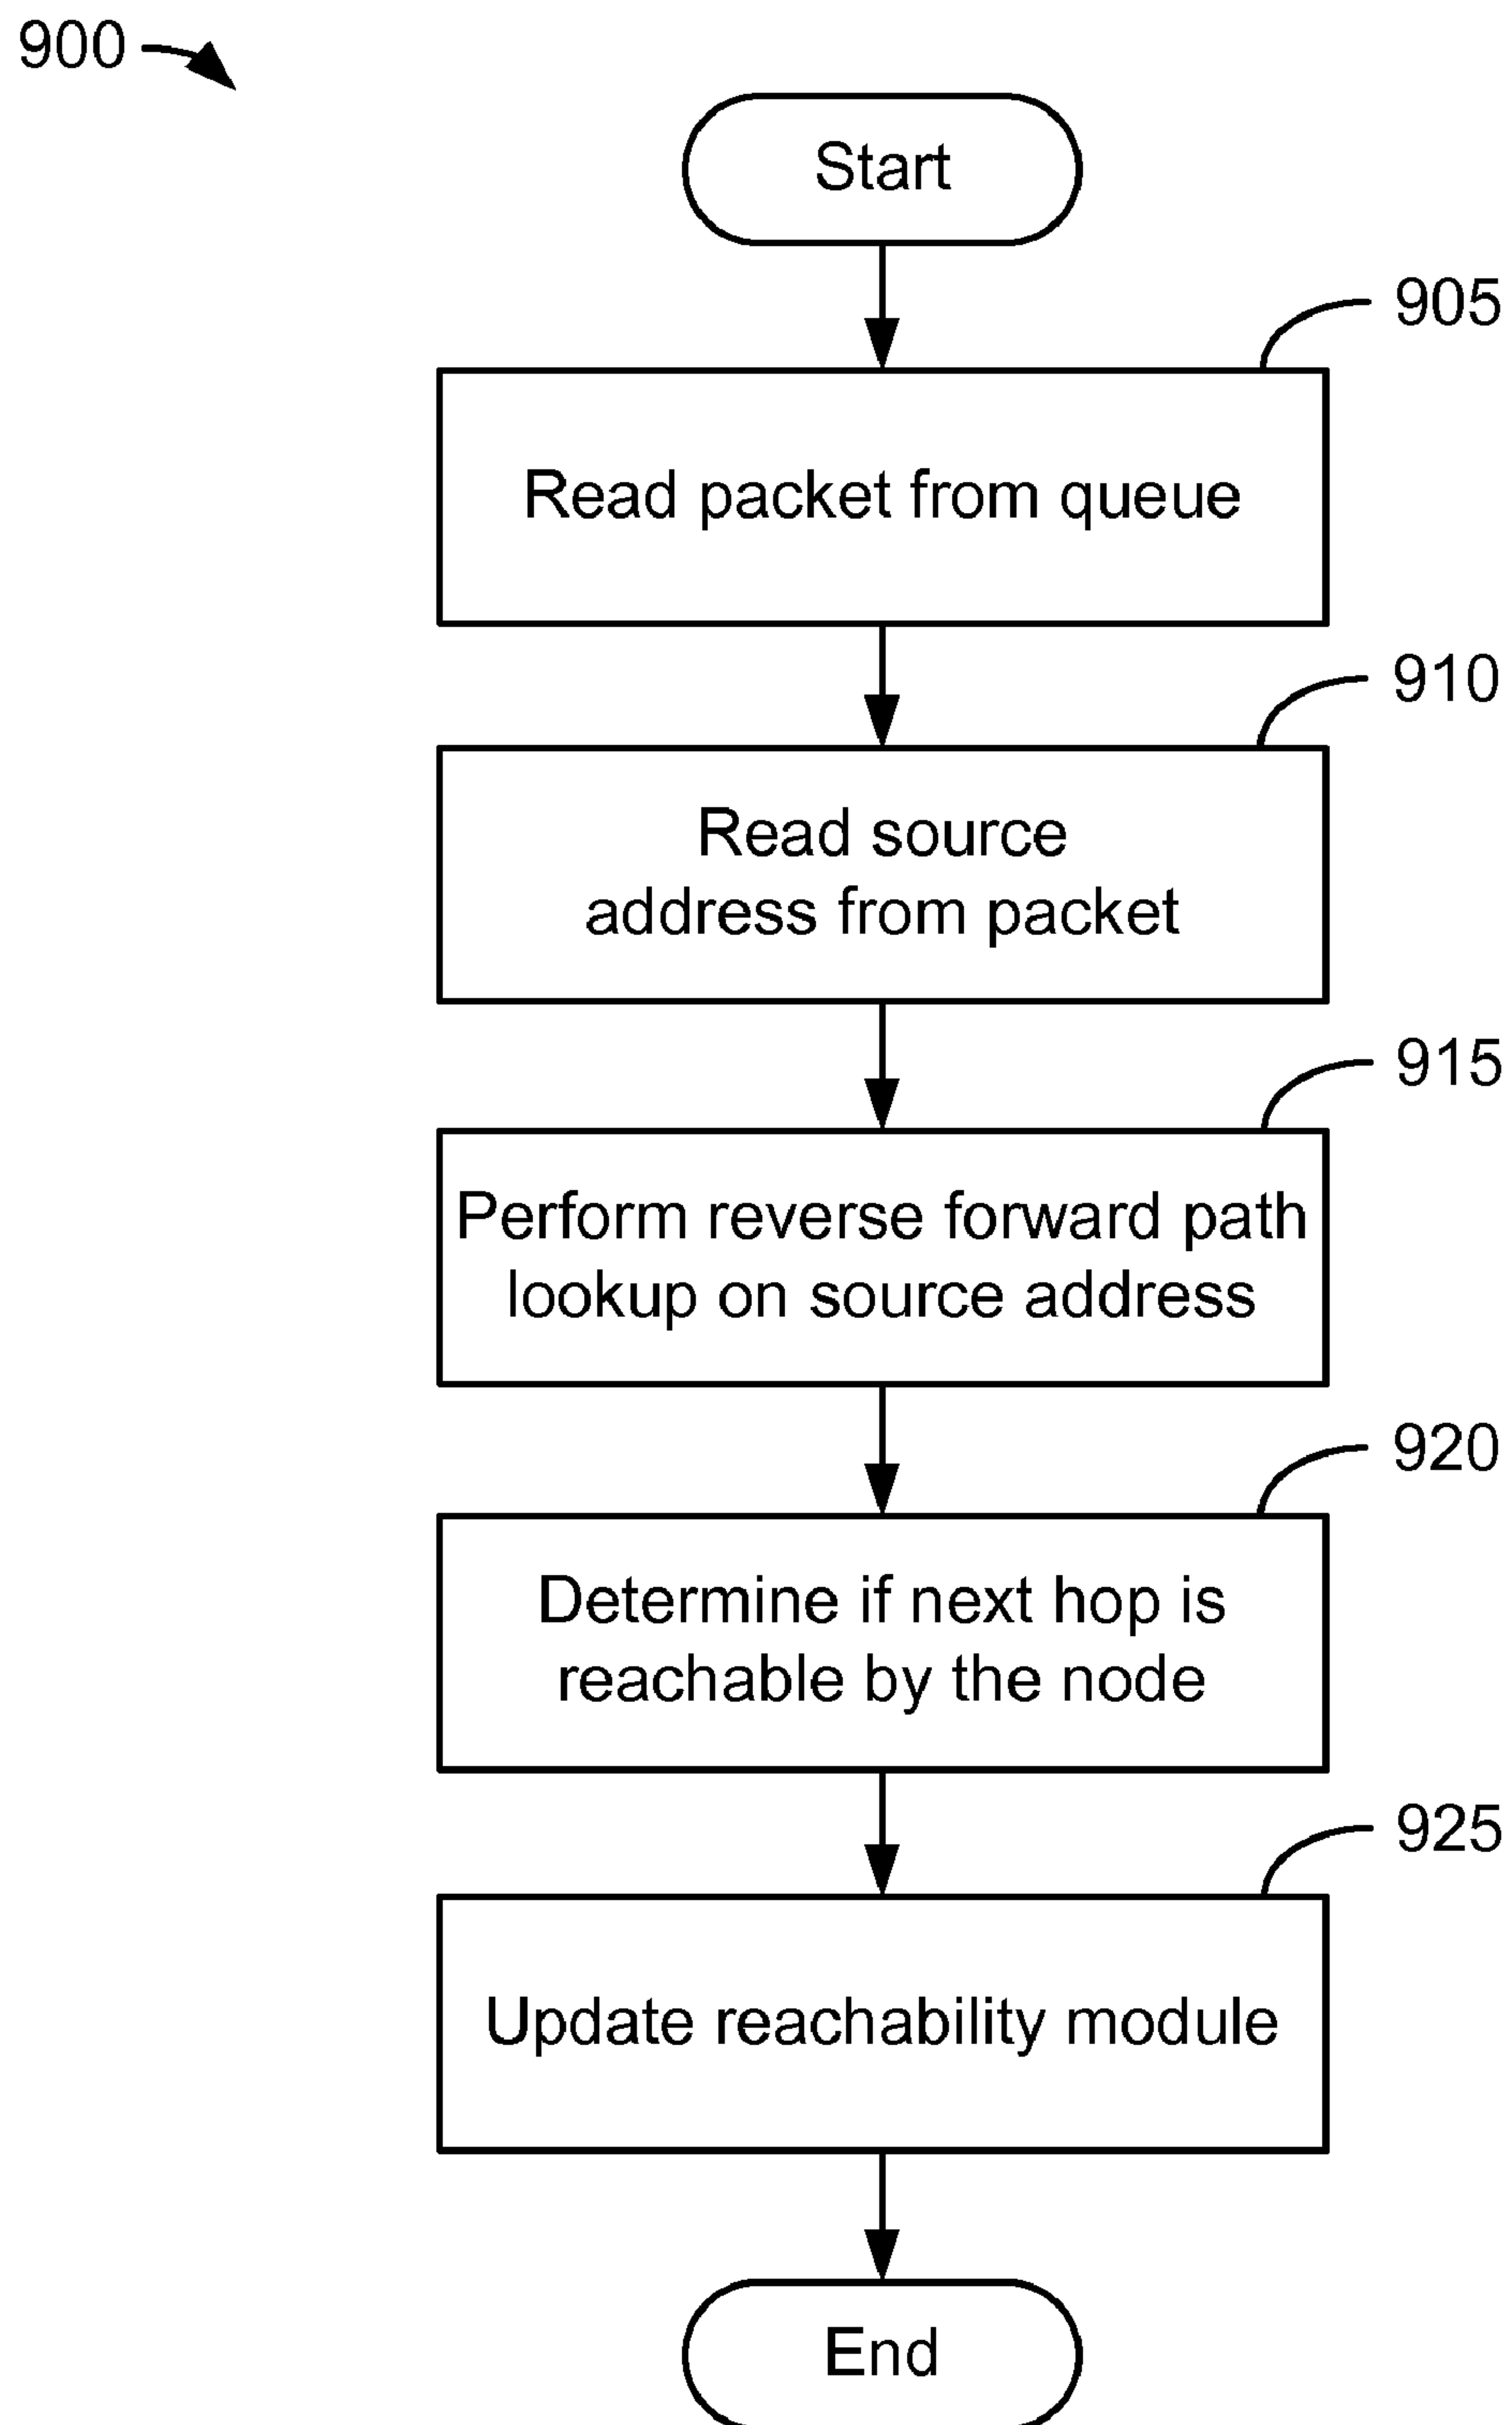 900
Start
905
Read packet from queue
910
Read source
address from packet
915
Perform reverse forward path
lookup on source address
920
Determine if next hop is
reachable by the node
925
Update reachability module
End